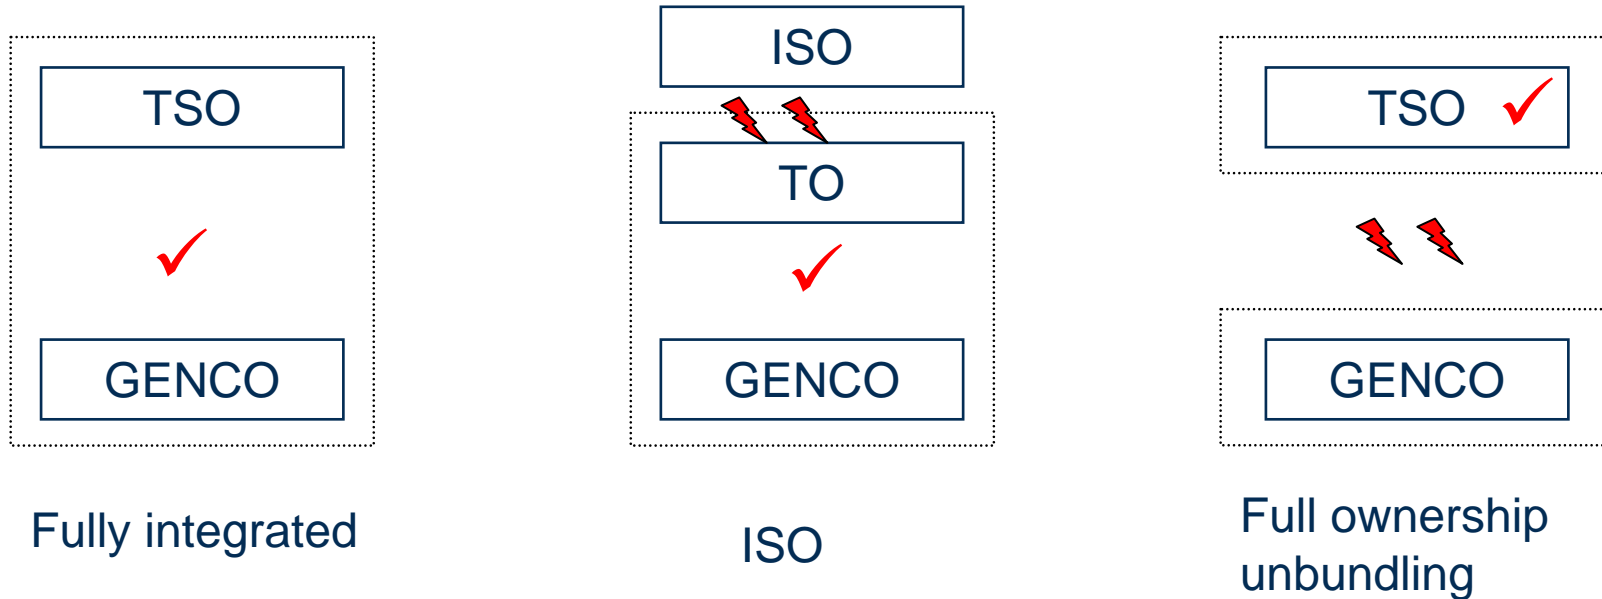 TSO
GENCO
Fully integrated
ISO
TO
GENCO
ISO
TSO
GENCO
Full ownership
unbundling